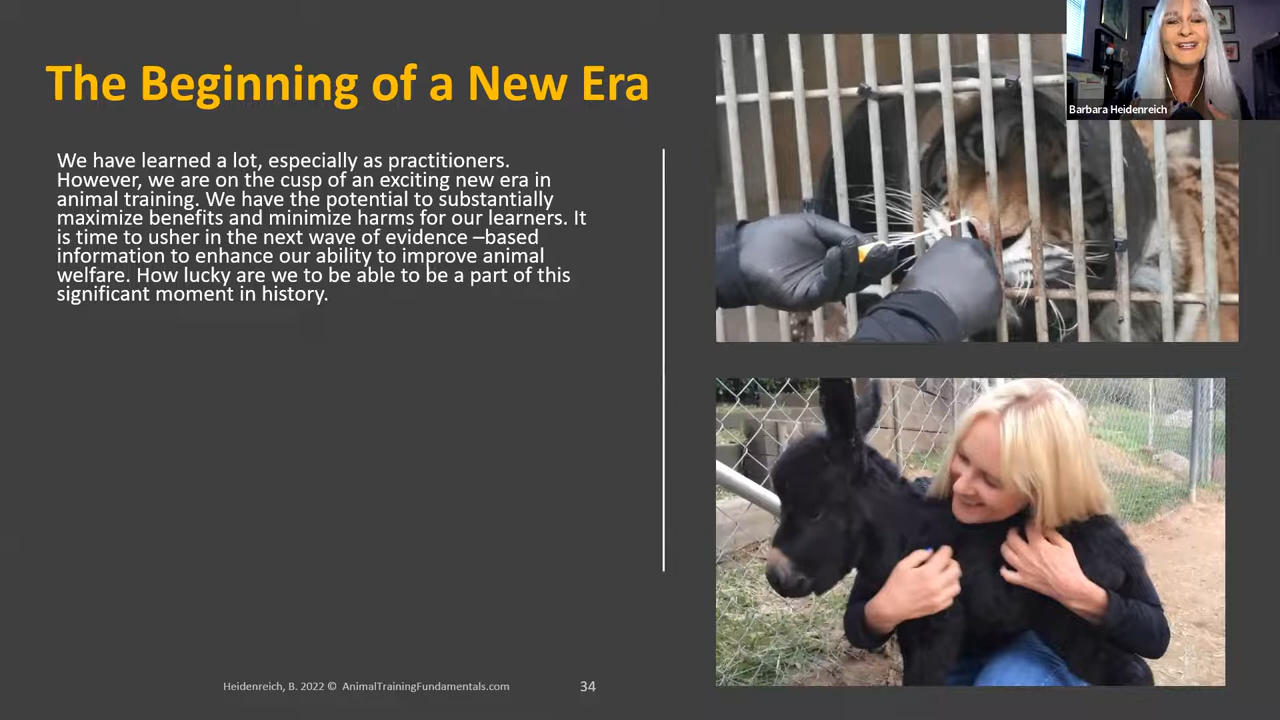 The Beginning of a New Era
We have learned a lot, especially as practitioners.
However, we are on the cusp of an exciting new era in
animal training. We have the potential to substantially
maximize benefits and minimize harms for our learners. It
is time to usher in the next wave of evidence –based
information to enhance our ability to improve animal
welfare. How lucky are we to be able to be a part of this
significant moment in history.
Barbara Heidenreich
Heidenreich, B. 2022 © AnimalTrainingFundamentals.com
34